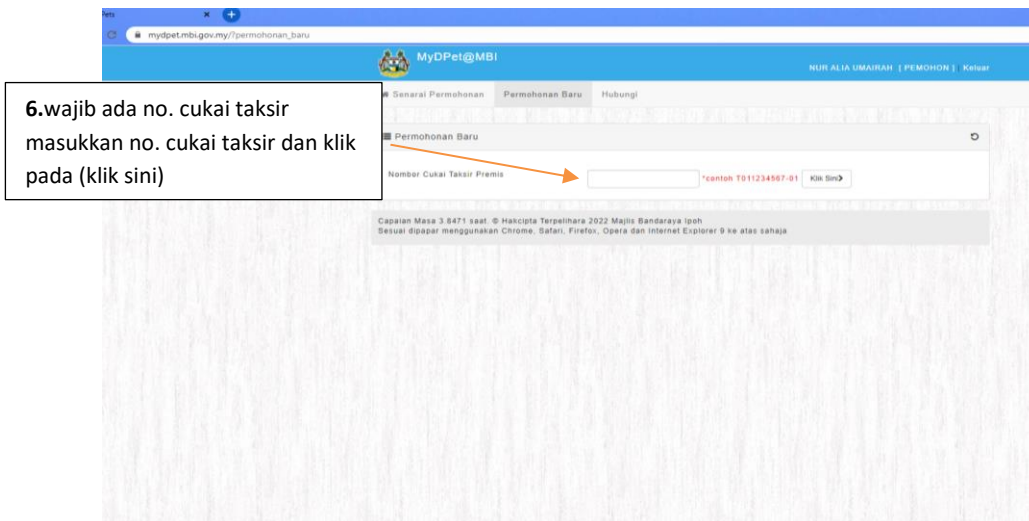 Pets
mydpet.mbi.gov.my/?permohonan_baru
MyDPet@MBI
NUR ALIA UMAIRAH [ PEMOHON ] Keluar
Senarai Permohonan Permohonan Baru Hubungi
6.wajib ada no. cukai taksir
masukkan no. cukai taksir dan klik
pada (klik sini)
Permohonan Baru
Nombor Cukai Taksir Premis *contoh T011234567-01 Klik Sini
Capaian Masa 3.8471 saat. © Hakcipta Terpelihara 2022 Majlis Bandaraya Ipoh
Sesuai dipapar menggunakan Chrome, Safari, Firefox, Opera dan Internet Explorer 9 ke atas sahaja